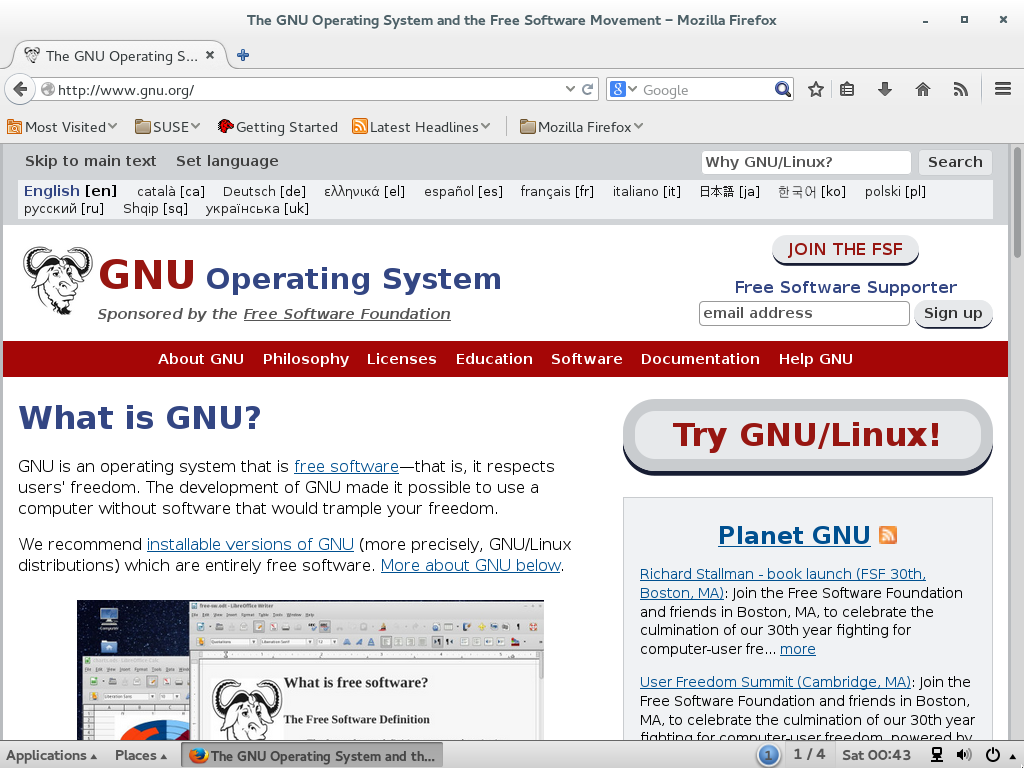 The GNU Operating System and the Free Software Movement – Mozilla Firefox
The GNU Operating S...
http://www.gnu.org/
Google
Most Visited
SUSE
Getting Started
Latest Headlines
Mozilla Firefox
Skip to main text Set language
Why GNU/Linux? Search
English [en] català [ca] Deutsch [de] ελληνικά [el] español [es] français [fr] italiano [it] 日本語 [ja] 한국어 [ko] polski [pl]
русский [ru] Shqip [sq] українська [uk]
GNU Operating System
Sponsored by the Free Software Foundation
JOIN THE FSF
Free Software Supporter
email address Sign up
About GNU Philosophy Licenses Education Software Documentation Help GNU
What is GNU?
GNU is an operating system that is free software—that is, it respects
users' freedom. The development of GNU made it possible to use a
computer without software that would trample your freedom.
We recommend installable versions of GNU (more precisely, GNU/Linux
distributions) which are entirely free software. More about GNU below.
What is free software?
The Free Software Definition
Try GNU/Linux!
Planet GNU
Richard Stallman - book launch (FSF 30th,
Boston, MA): Join the Free Software Foundation
and friends in Boston, MA, to celebrate the
culmination of our 30th year fighting for
computer-user fre... more
User Freedom Summit (Cambridge, MA): Join the
Free Software Foundation and friends in Boston,
MA, to celebrate the culmination of our 30th year
fighting for computer-user freedom, powered by
Applications Places The GNU Operating System and th... 1 1 / 4 Sat 00:43